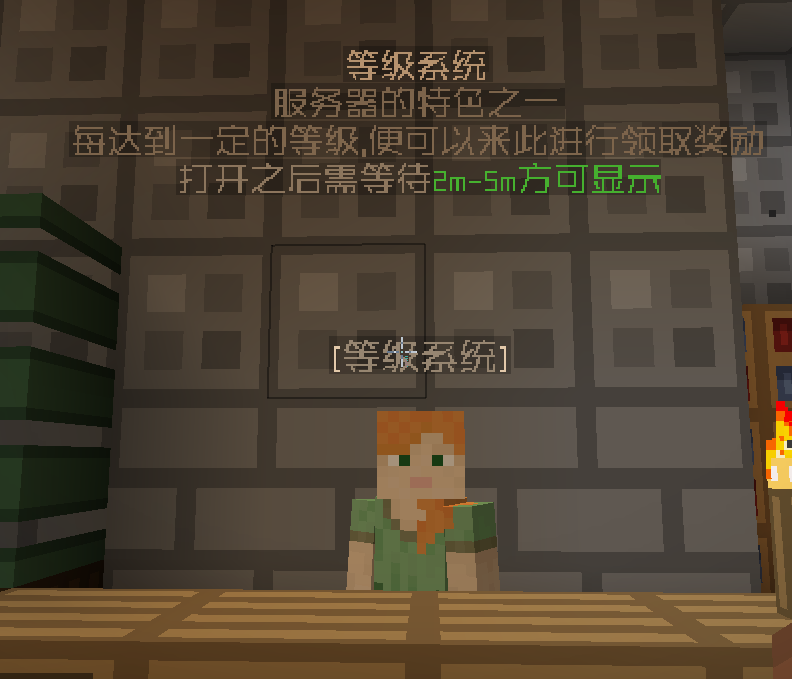 等级系统
服务器的特色之一
每达到一定的等级,便可以来此进行领取奖励
打开之后需等待2m-5m方可显示
[等级系统]